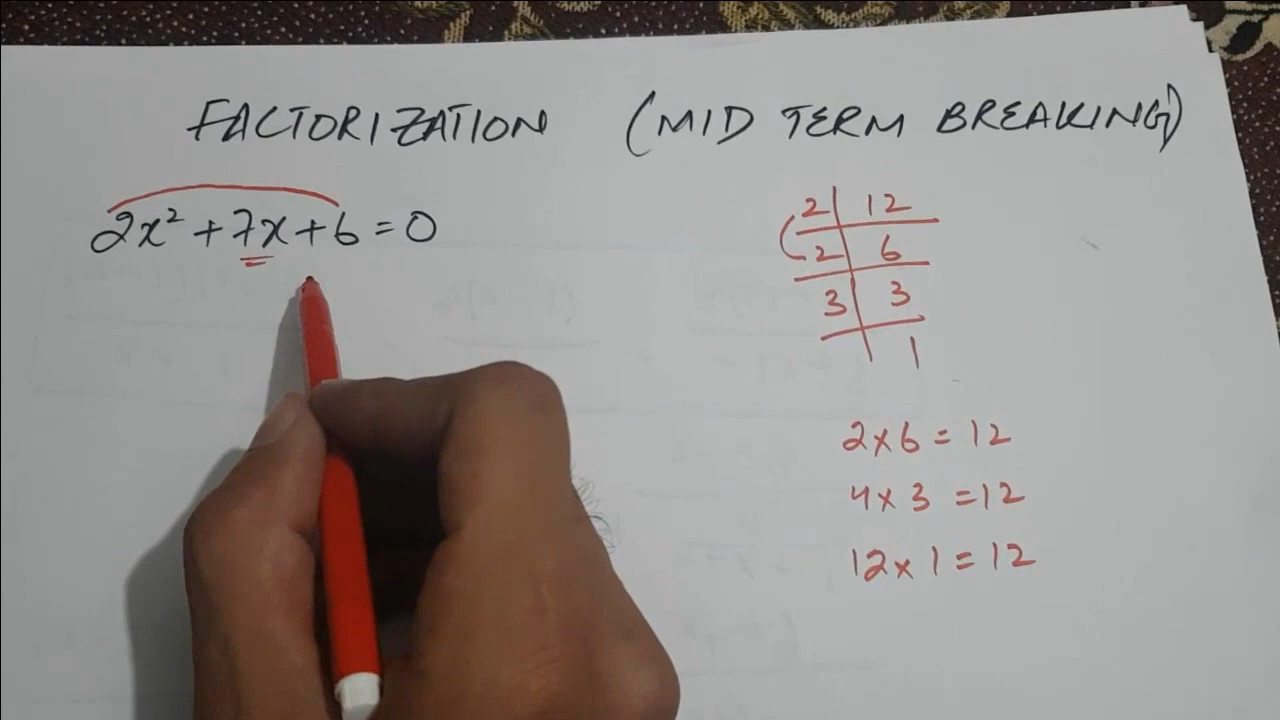 FACTORIZATION (MID TERM BREAKING)
2x² + 7x + 6 = 0
2 | 12
2 | 6
3 | 3
| 1
2 × 6 = 12
4 × 3 = 12
12 × 1 = 12